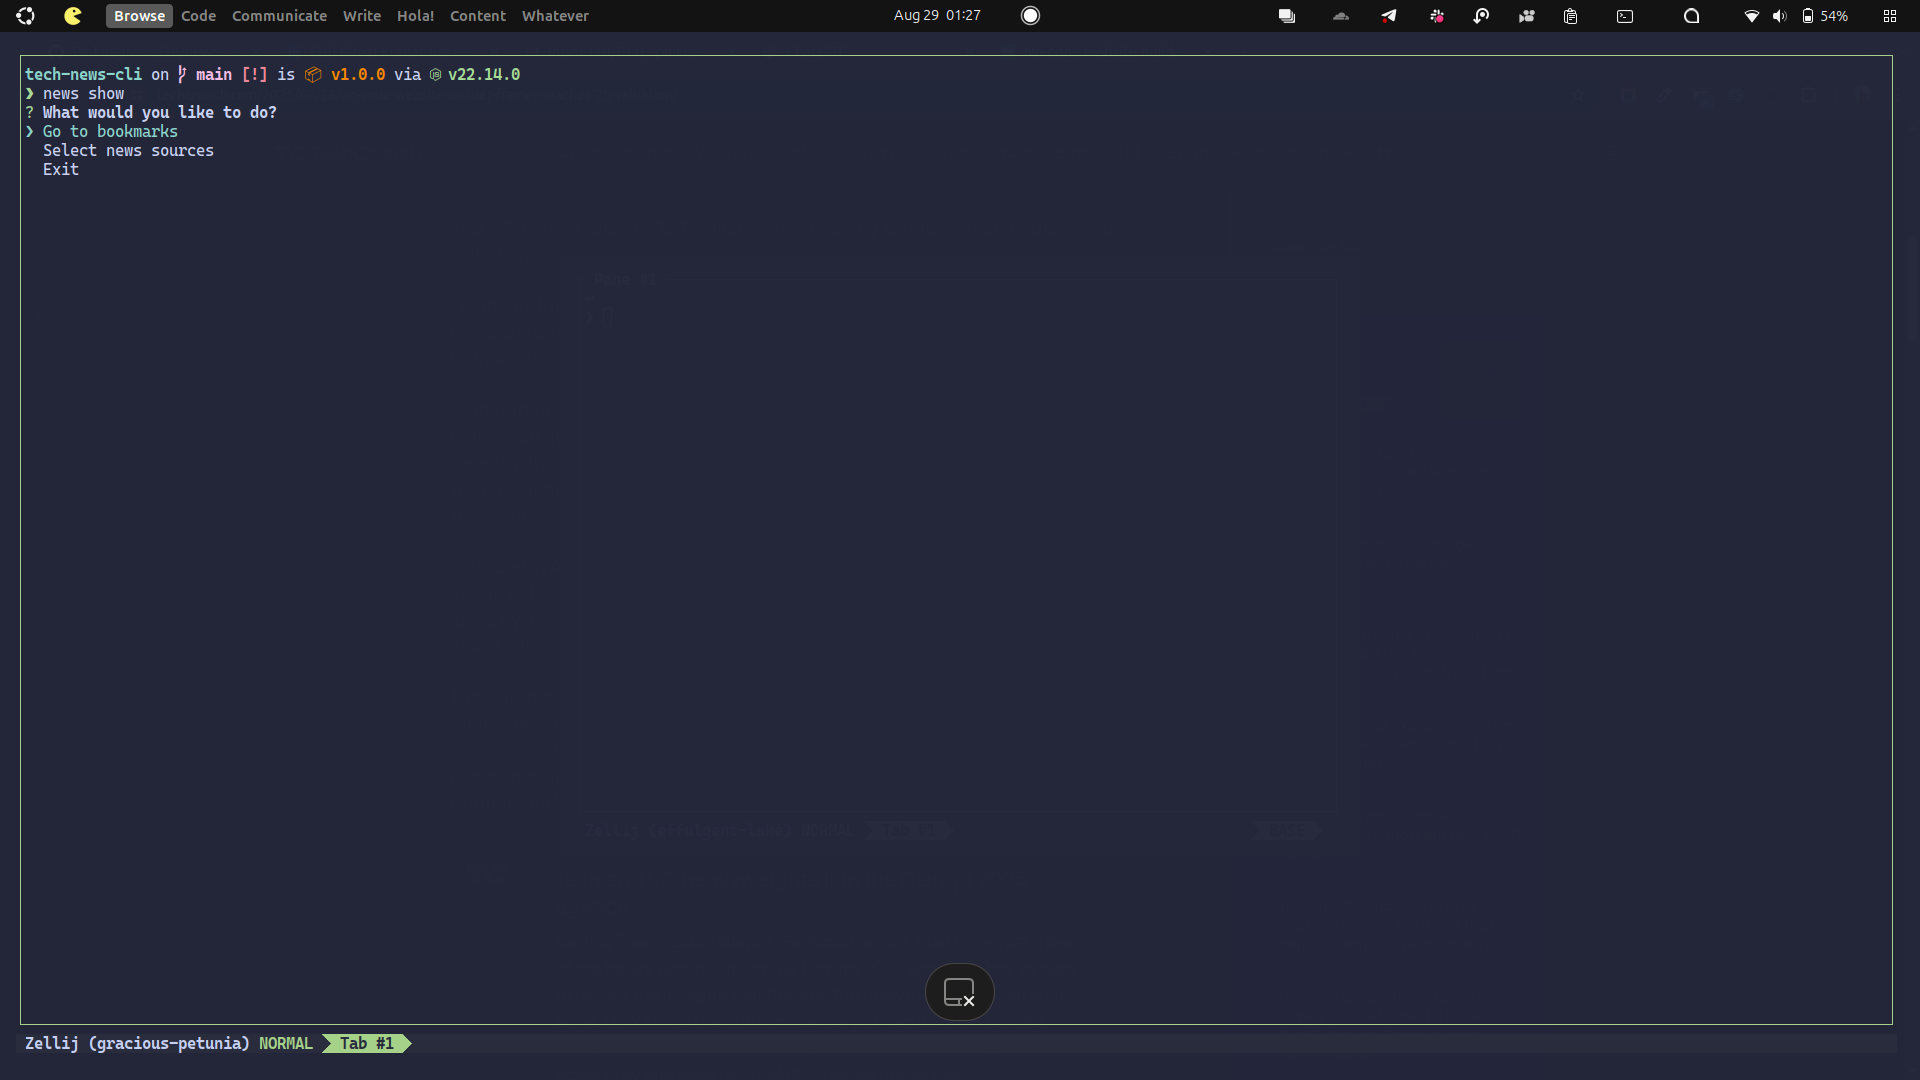 Browse Code Communicate Write Hola! Content Whatever Aug 29 01:27 54%
tech-news-cli on main [!] is v1.0.0 via v22.14.0
❯ news show
? What would you like to do?
❯ Go to bookmarks
Select news sources
Exit
Zellij (gracious-petunia) NORMAL Tab #1